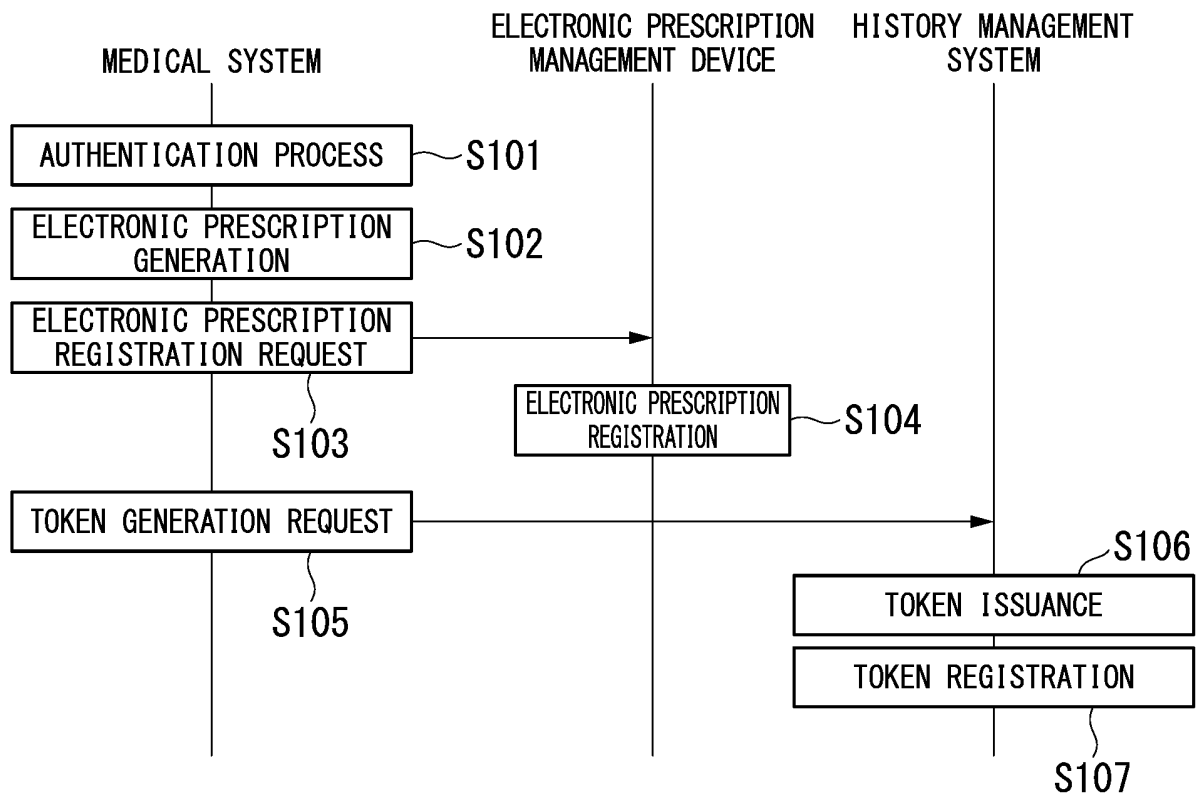 MEDICAL SYSTEM
ELECTRONIC PRESCRIPTION
MANAGEMENT DEVICE
HISTORY MANAGEMENT
SYSTEM
AUTHENTICATION PROCESS
S101
ELECTRONIC PRESCRIPTION
GENERATION
S102
ELECTRONIC PRESCRIPTION
REGISTRATION REQUEST
S103
ELECTRONIC PRESCRIPTION
REGISTRATION
S104
TOKEN GENERATION REQUEST
S105
S106
TOKEN ISSUANCE
TOKEN REGISTRATION
S107